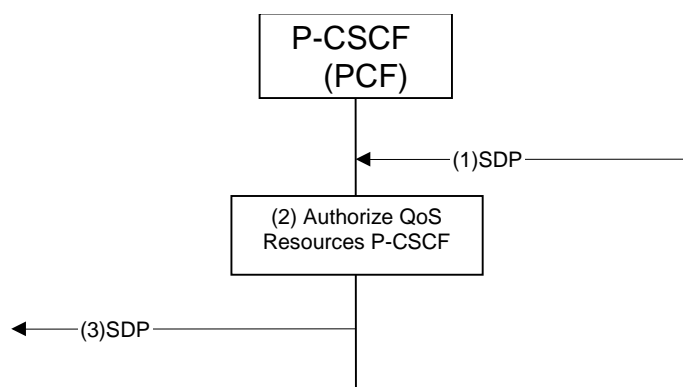 P-CSCF
(PCF)
(1)SDP
(2) Authorize QoS
Resources P-CSCF
(3)SDP